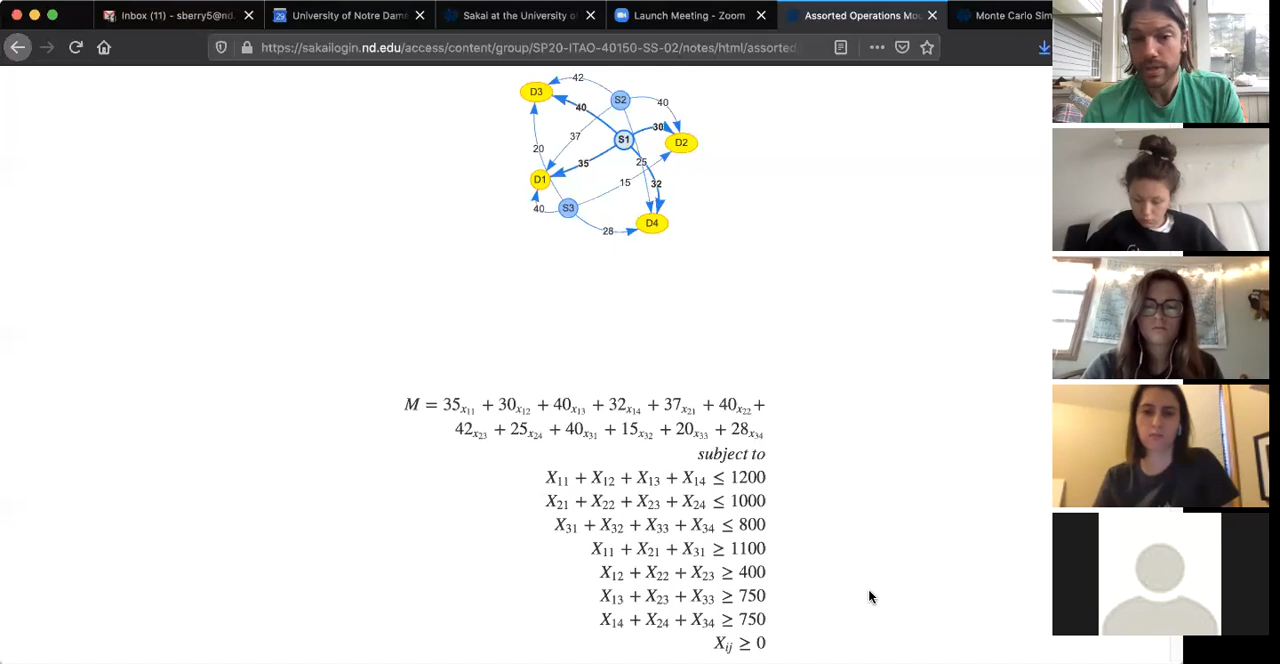 Inbox (11) - sberry5@nd.
University of Notre Dame
Sakai at the University of
Launch Meeting - Zoom
Assorted Operations Mod
Monte Carlo Sim
https://sakailogin.nd.edu/access/content/group/SP20-ITAO-40150-SS-02/notes/html/assorted
42
D3
S2
40
40
30
37
S1
D2
20
25
35
15
32
D1
40
S3
D4
28
M = 35x₁₁ + 30x₁₂ + 40x₁₃ + 32x₁₄ + 37x₂₁ + 40x₂₂ +
42x₂₃ + 25x₂₄ + 40x₃₁ + 15x₃₂ + 20x₃₃ + 28x₃₄
subject to
X₁₁ + X₁₂ + X₁₃ + X₁₄ ≤ 1200
X₂₁ + X₂₂ + X₂₃ + X₂₄ ≤ 1000
X₃₁ + X₃₂ + X₃₃ + X₃₄ ≤ 800
X₁₁ + X₂₁ + X₃₁ ≥ 1100
X₁₂ + X₂₂ + X₂₃ ≥ 400
X₁₃ + X₂₃ + X₃₃ ≥ 750
X₁₄ + X₂₄ + X₃₄ ≥ 750
Xᵢⱼ ≥ 0